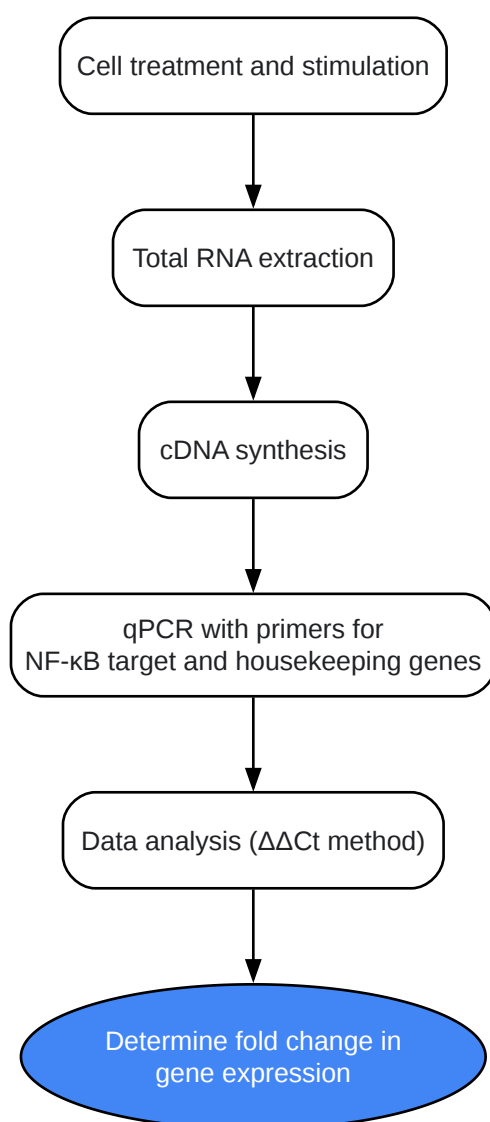 Cell treatment and stimulation
Total RNA extraction
cDNA synthesis
qPCR with primers for
NF-κB target and housekeeping genes
Data analysis (ΔΔCt method)
Determine fold change in
gene expression